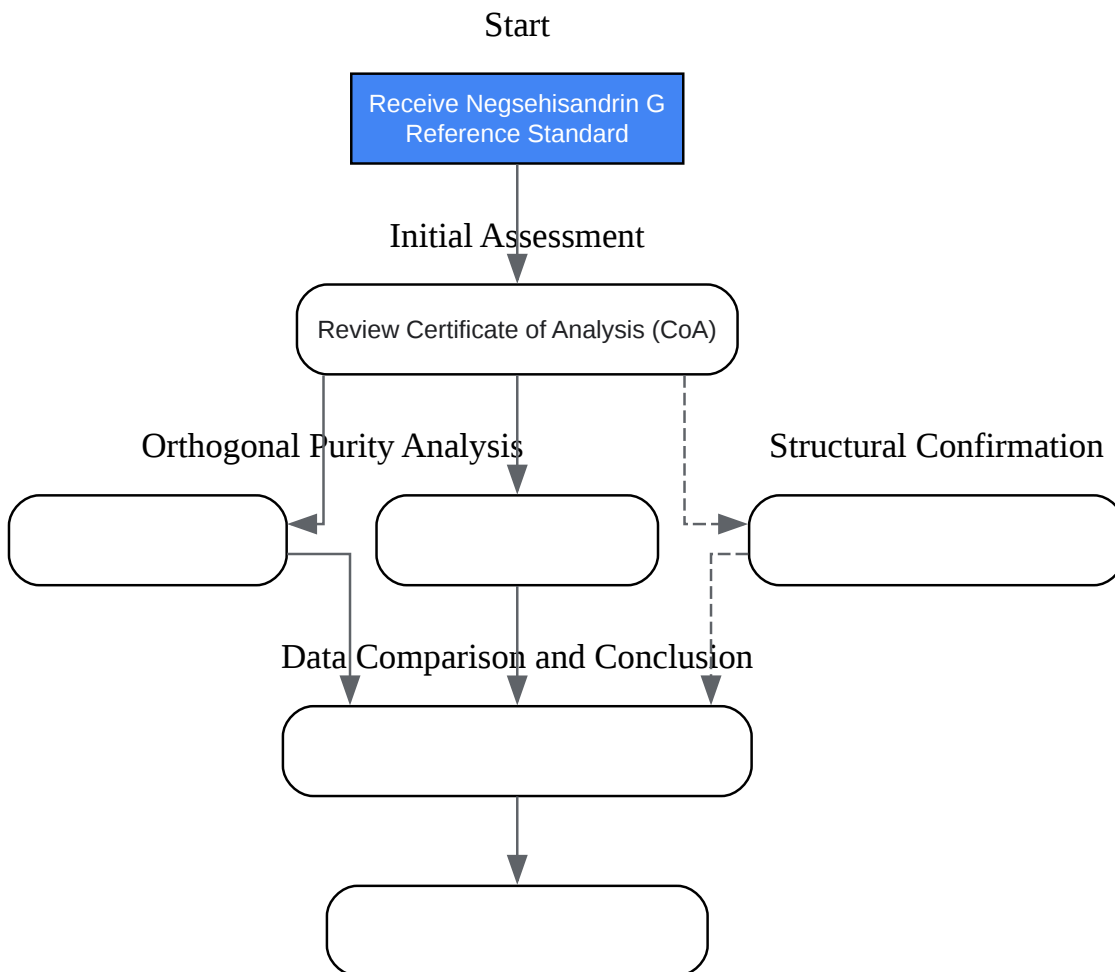 Start
Receive Negsehisandrin G
Reference Standard
Initial Assessment
Review Certificate of Analysis (CoA)
Orthogonal Purity Analysis
Structural Confirmation
Data Comparison and Conclusion